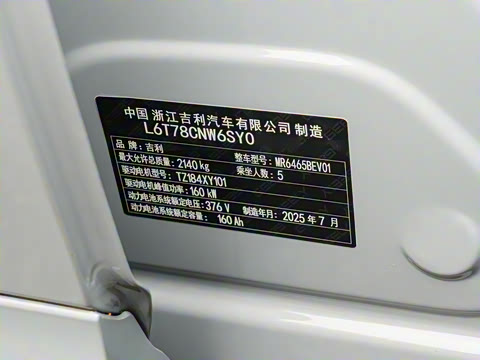 中国 浙江吉利汽车有限公司 制造
L6T78CNW6SY0
品牌:吉利
最大允许总质量:2140 kg 整车型号:MR6465BEV01
驱动电机型号:TZ184XY101 乘坐人数:5
驱动电机峰值功率:160 kW
动力电池系统额定电压:376 V 制造年月:2025 年 7 月
动力电池系统额定容量:160 Ah